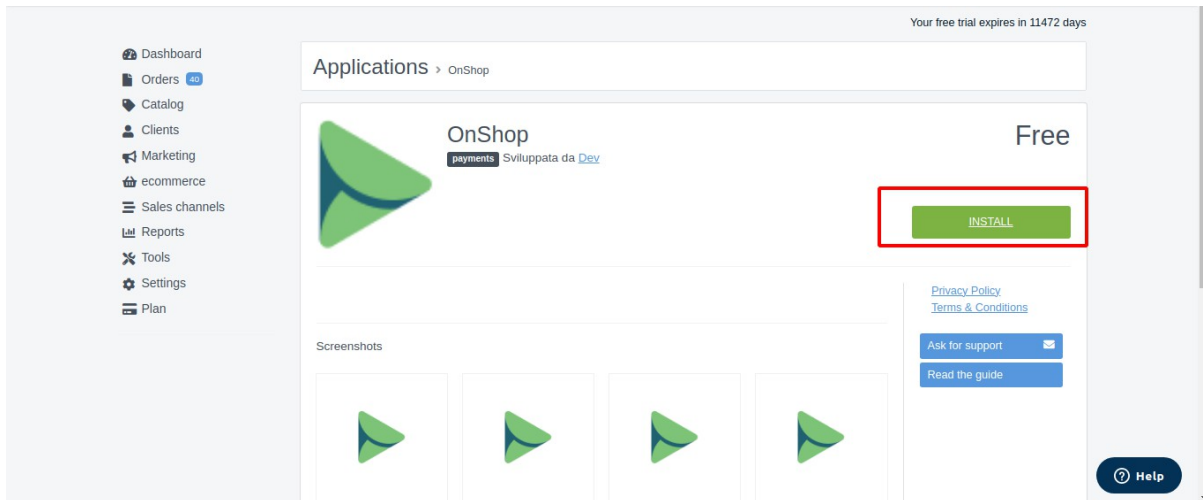 Your free trial expires in 11472 days
Dashboard
Orders 40
Catalog
Clients
Marketing
ecommerce
Sales channels
Reports
Tools
Settings
Plan
Applications › OnShop
OnShop
payments Sviluppata da Dev
Free
INSTALL
Privacy Policy
Terms & Conditions
Ask for support
Read the guide
Screenshots
Help